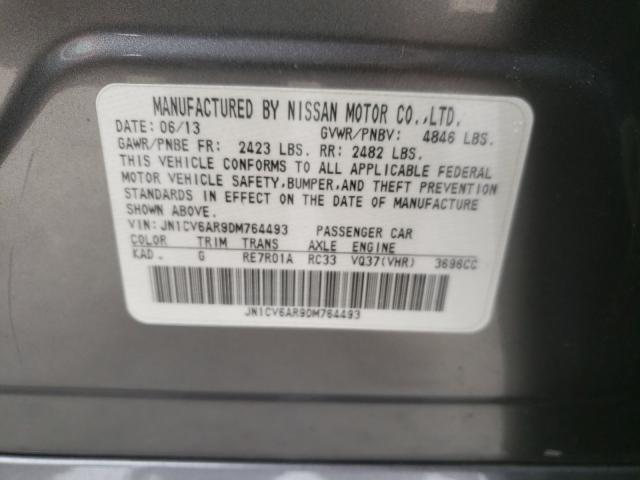 MANUFACTURED BY NISSAN MOTOR CO.,LTD.
DATE: 06/13 GVWR/PNBV: 4846 LBS.
GAWR/PNBE FR: 2423 LBS. RR: 2482 LBS.
THIS VEHICLE CONFORMS TO ALL APPLICABLE FEDERAL
MOTOR VEHICLE SAFETY,BUMPER,AND THEFT PREVENTION
STANDARDS IN EFFECT ON THE DATE OF MANUFACTURE
SHOWN ABOVE.
VIN: JN1CV6AR9DM764493 PASSENGER CAR
COLOR TRIM TRANS AXLE ENGINE
KAD G RE7R01A RC33 VQ37(VHR) 3696CC
JN1CV6AR9DM764493